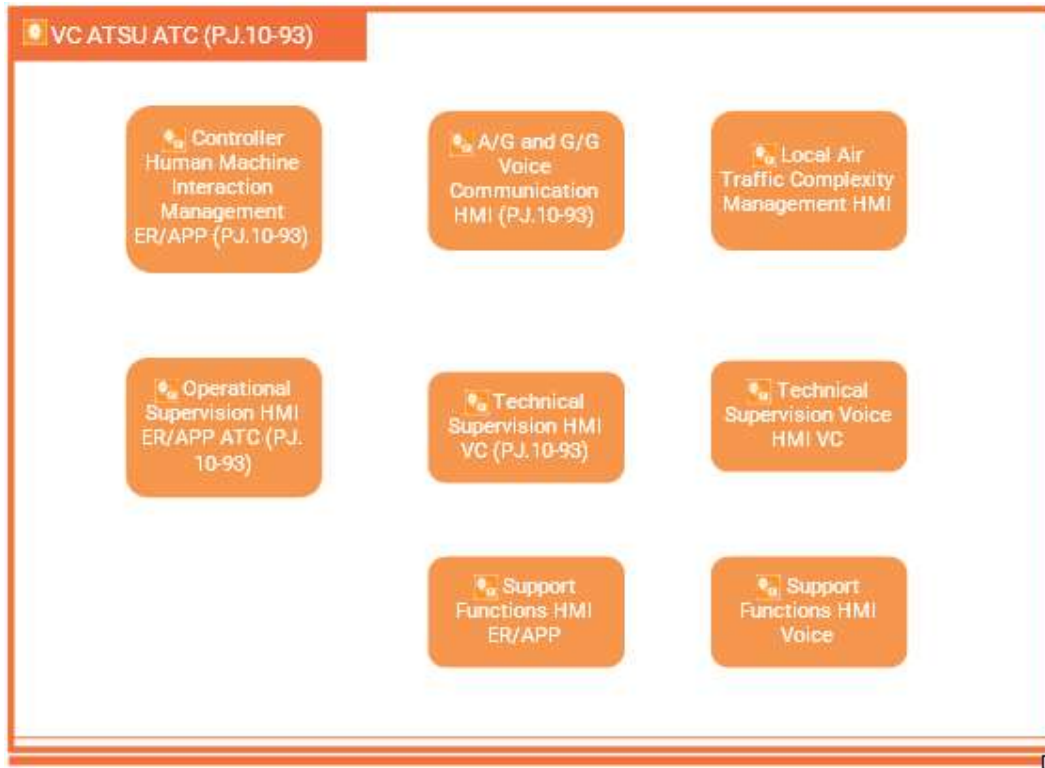 VC ATSU ATC (PJ.10-93)
Controller
Human Machine
Interaction
Management
ER/APP (PJ.10-93)
A/G and G/G
Voice
Communication
HMI (PJ.10-93)
Local Air
Traffic Complexity
Management HMI
Operational
Supervision HMI
ER/APP ATC (PJ.
10-93)
Technical
Supervision HMI
VC (PJ.10-93)
Technical
Supervision Voice
HMI VC
Support
Functions HMI
ER/APP
Support
Functions HMI
Voice